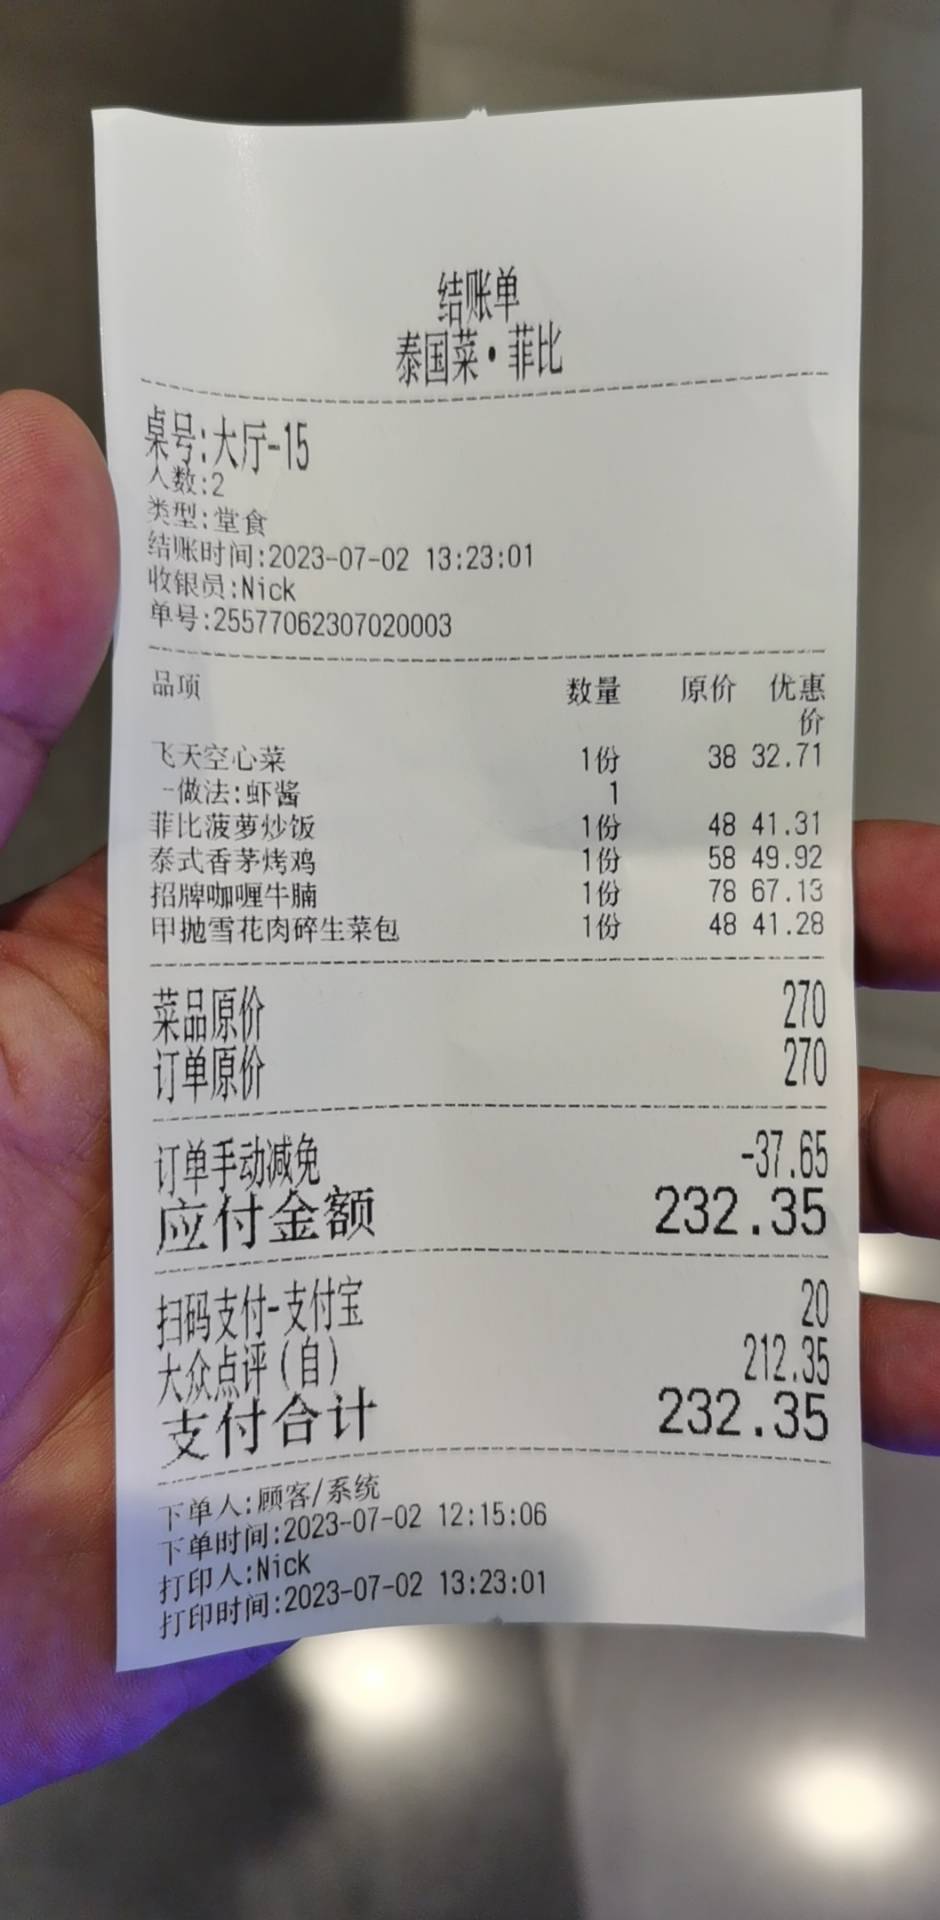 结账单
泰国菜·菲比
桌号:大厅-15
人数:2
类型:堂食
结账时间:2023-07-02 13:23:01
收银员:Nick
单号:25577062307020003
品项 数量 原价 优惠价
飞天空心菜 1份 38 32.71
-做法:虾酱 1
菲比菠萝炒饭 1份 48 41.31
泰式香茅烤鸡 1份 58 49.92
招牌咖喱牛腩 1份 78 67.13
甲抛雪花肉碎生菜包 1份 48 41.28
菜品原价 270
订单原价 270
订单手动减免 -37.65
应付金额 232.35
扫码支付-支付宝 20
大众点评(自) 212.35
支付合计 232.35
下单人:顾客/系统
下单时间:2023-07-02 12:15:06
打印人:Nick
打印时间:2023-07-02 13:23:01